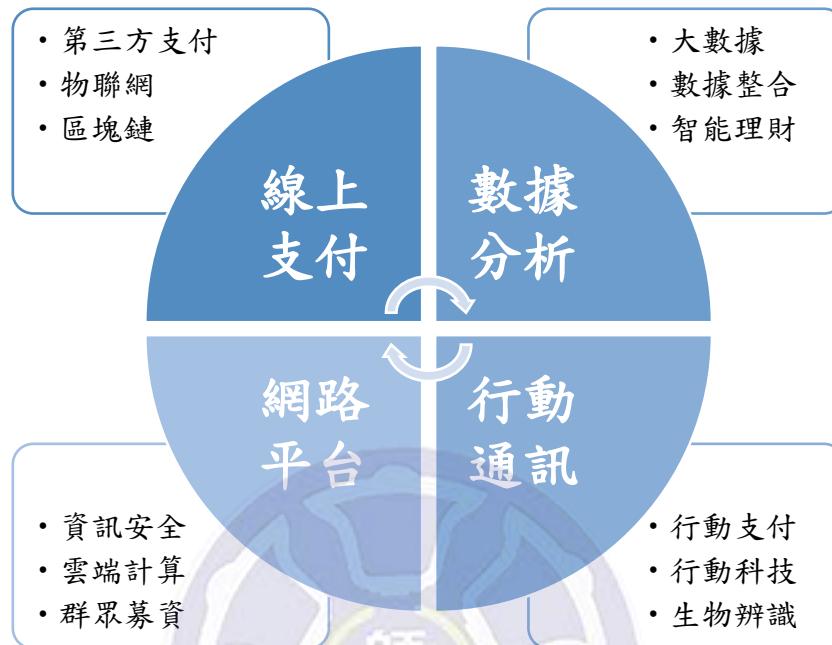 ・第三方支付
・物聯網
・區塊鏈
・大數據
・數據整合
・智能理財
線上
支付
數據
分析
網路
平台
行動
通訊
・資訊安全
・雲端計算
・群眾募資
・行動支付
・行動科技
・生物辨識